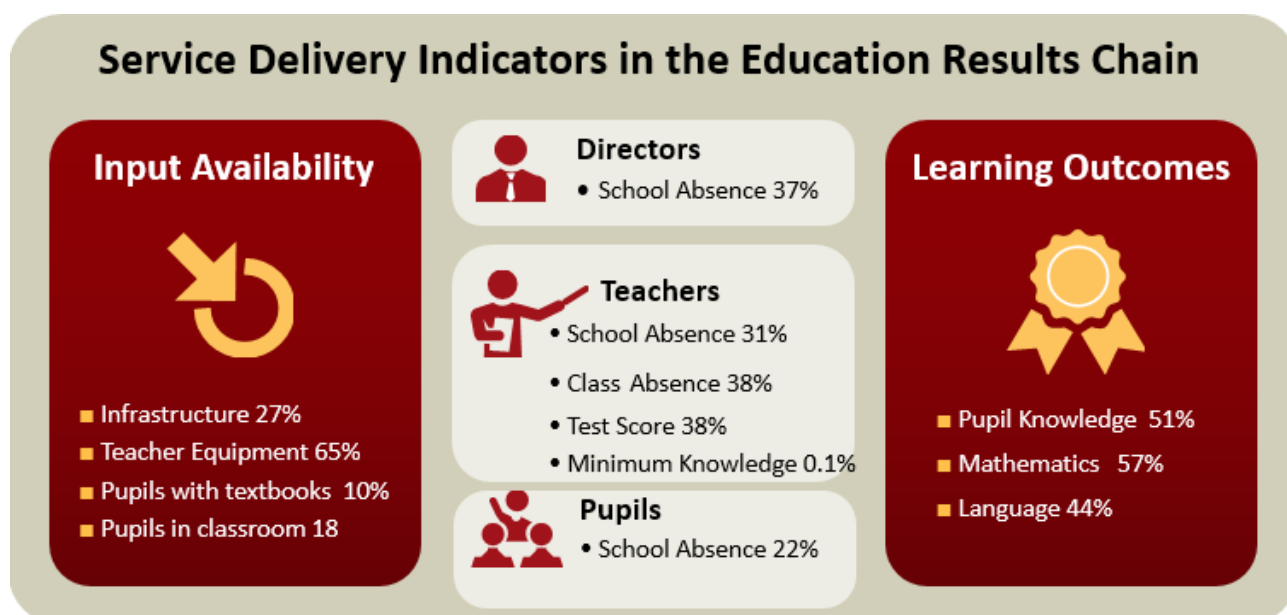 Service Delivery Indicators in the Education Results Chain
Input Availability
■ Infrastructure 27%
■ Teacher Equipment 65%
■ Pupils with textbooks 10%
■ Pupils in classroom 18
Directors
• School Absence 37%
Teachers
• School Absence 31%
• Class Absence 38%
• Test Score 38%
• Minimum Knowledge 0.1%
Pupils
• School Absence 22%
Learning Outcomes
■ Pupil Knowledge 51%
■ Mathematics 57%
■ Language 44%